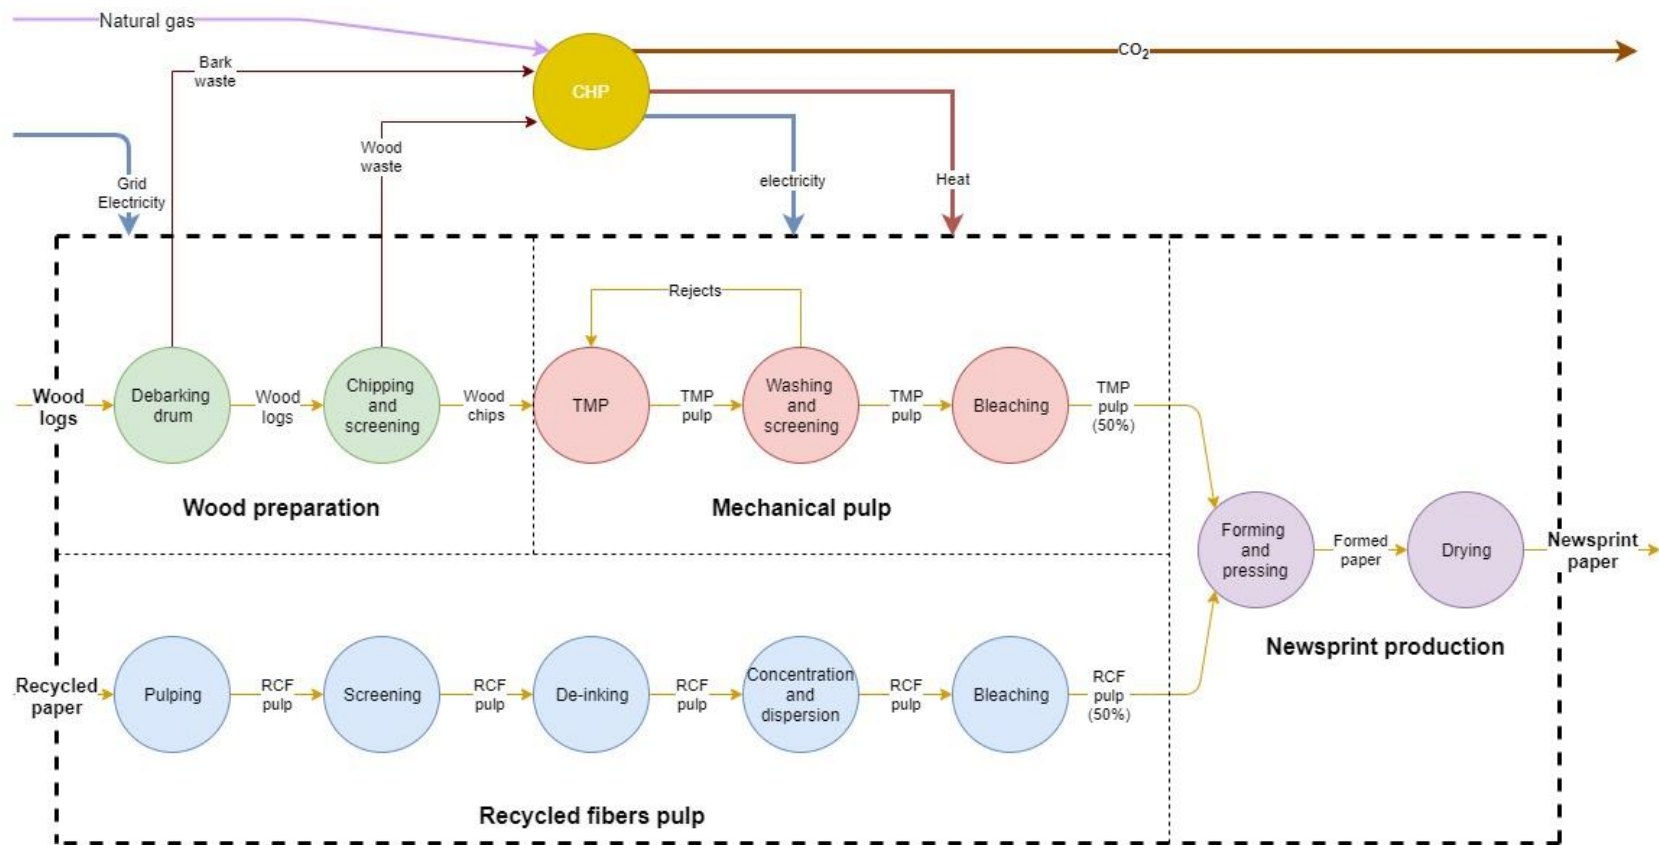 Natural gas
CHP
CO2
Bark
waste
Wood
waste
Grid
Electricity
electricity
Heat
Rejects
Wood
logs
Debarking
drum
Wood
logs
Chipping
and
screening
Wood
chips
TMP
TMP
pulp
Washing
and
screening
TMP
pulp
Bleaching
TMP
pulp
(50%)
Wood preparation
Mechanical pulp
Forming
and
pressing
Formed
paper
Drying
Newsprint
paper
Newsprint production
Recycled
paper
Pulping
RCF
pulp
Screening
RCF
pulp
De-inking
RCF
pulp
Concentration
and
dispersion
RCF
pulp
Bleaching
RCF
pulp
(50%)
Recycled fibers pulp